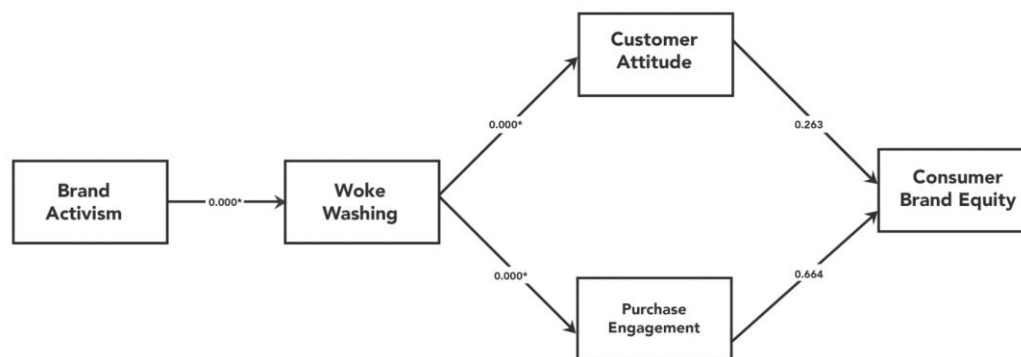 Customer
Attitude
0.000*
0.263
Brand
Activism
0.000*
Woke
Washing
Consumer
Brand Equity
0.000*
0.664
Purchase
Engagement